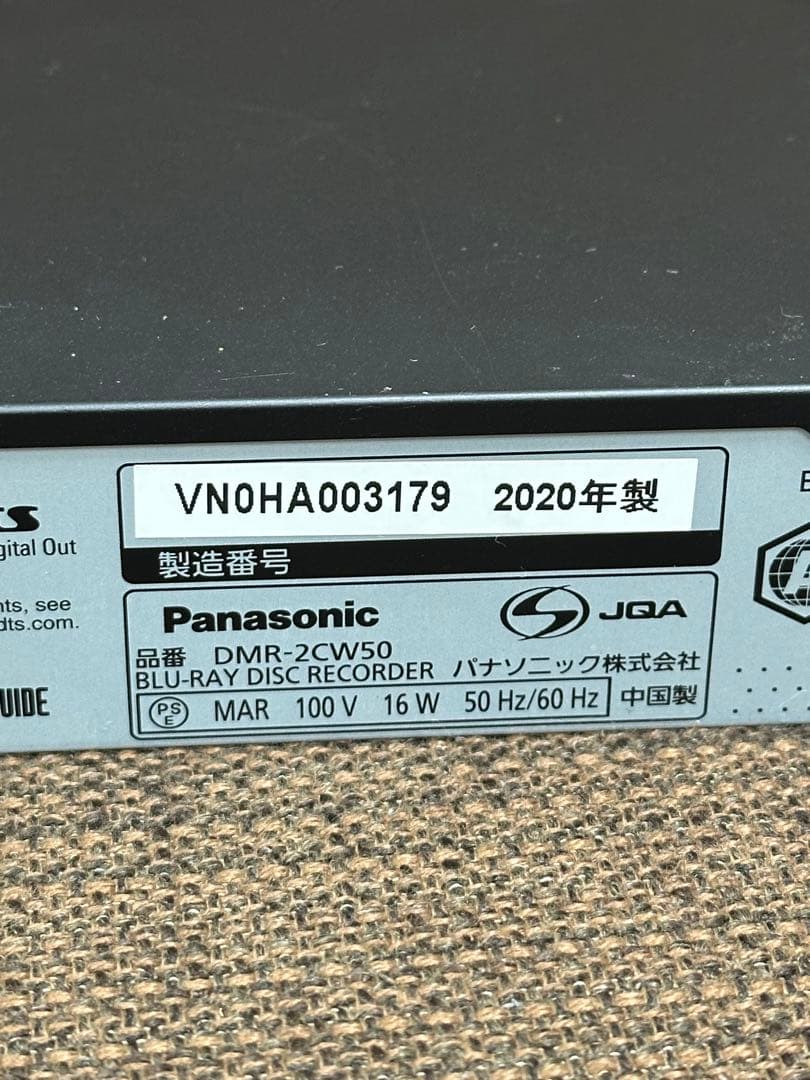 VN0HA003179 2020年製
製造番号
gital Out
nts, see
dts.com.
UIDE
Panasonic
JQA
品番 DMR-2CW50
BLU-RAY DISC RECORDER パナソニック株式会社
PSE MAR 100 V 16 W 50 Hz/60 Hz 中国製